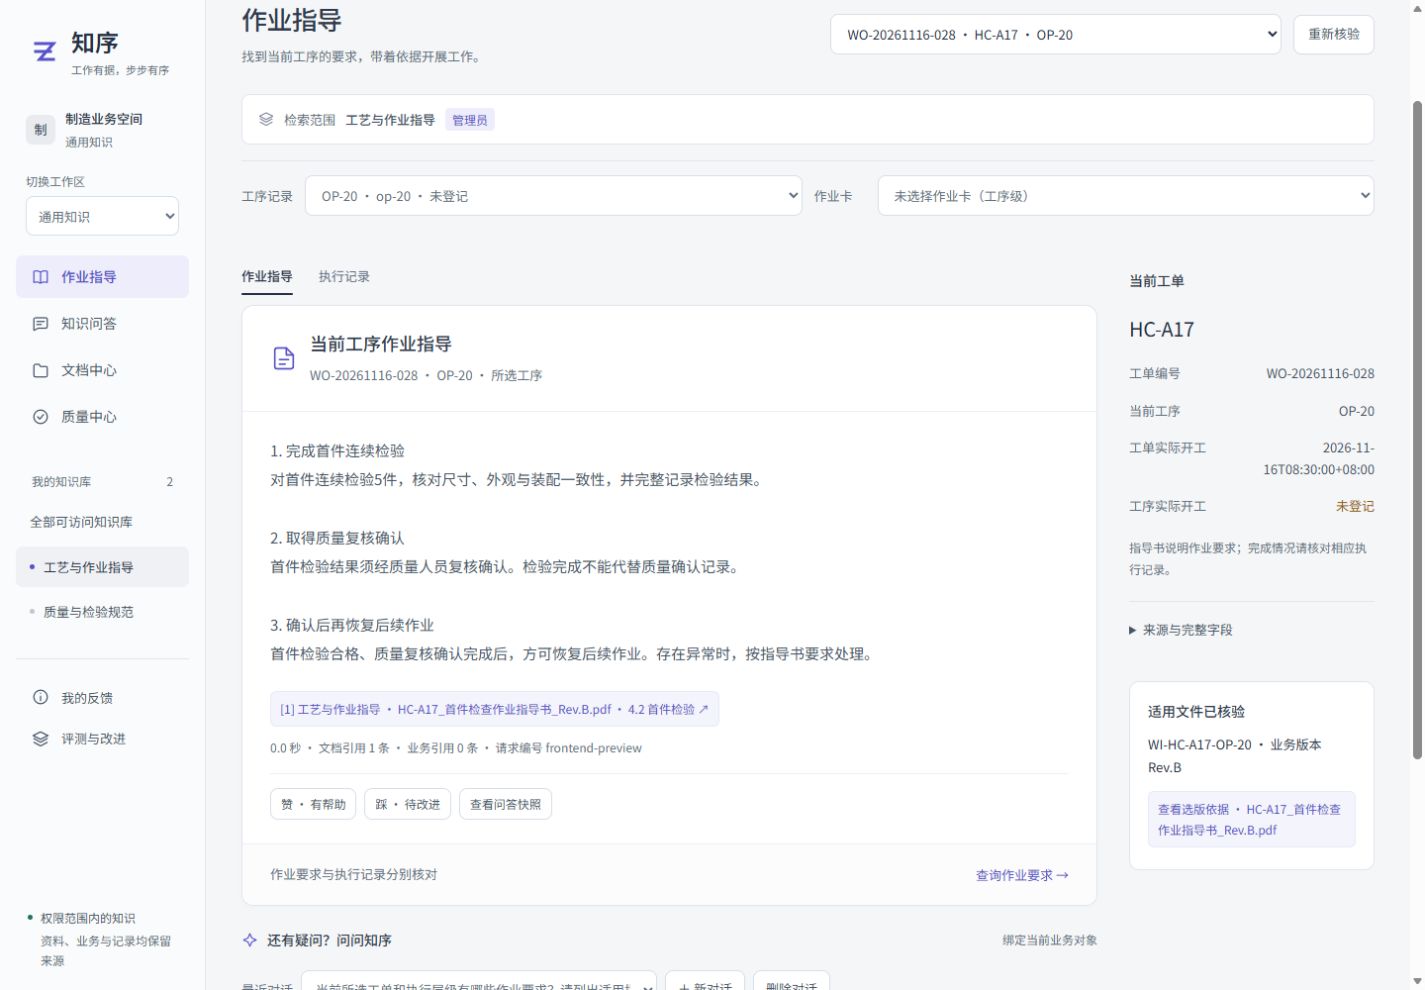 知序
工作有据，步步有序
制
制造业务空间
通用知识
切换工作区
通用知识
作业指导
知识问答
文档中心
质量中心
我的知识库 2
全部可访问知识库
工艺与作业指导
质量与检验规范
我的反馈
评测与改进
权限范围内的知识
资料、业务与记录均保留
来源
作业指导
找到当前工序的要求，带着依据开展工作。
WO-20261116-028 · HC-A17 · OP-20
重新核验
检索范围 工艺与作业指导 管理员
工序记录 OP-20 · op-20 · 未登记 作业卡 未选择作业卡（工序级）
作业指导 执行记录
当前工序作业指导
WO-20261116-028 · OP-20 · 所选工序
1. 完成首件连续检验
对首件连续检验5件，核对尺寸、外观与装配一致性，并完整记录检验结果。
2. 取得质量复核确认
首件检验结果须经质量人员复核确认。检验完成不能代替质量确认记录。
3. 确认后再恢复后续作业
首件检验合格、质量复核确认完成后，方可恢复后续作业。存在异常时，按指导书要求处理。
[1] 工艺与作业指导 · HC-A17_首件检查作业指导书_Rev.B.pdf · 4.2 首件检验 ↗
0.0 秒 · 文档引用 1 条 · 业务引用 0 条 · 请求编号 frontend-preview
赞 · 有帮助 踩 · 待改进 查看问答快照
作业要求与执行记录分别核对 查询作业要求 →
还有疑问？问问知序 绑定当前业务对象
最近对话 当前所选工单和执行层级有哪些作业要求？请列出适用 ＋ 新对话 删除对话
当前工单
HC-A17
工单编号 WO-20261116-028
当前工序 OP-20
工单实际开工 2026-11-
16T08:30:00+08:00
工序实际开工 未登记
指导书说明作业要求；完成情况请核对相应执
行记录。
▶ 来源与完整字段
适用文件已核验
WI-HC-A17-OP-20 · 业务版本
Rev.B
查看选版依据 · HC-A17_首件检查
作业指导书_Rev.B.pdf